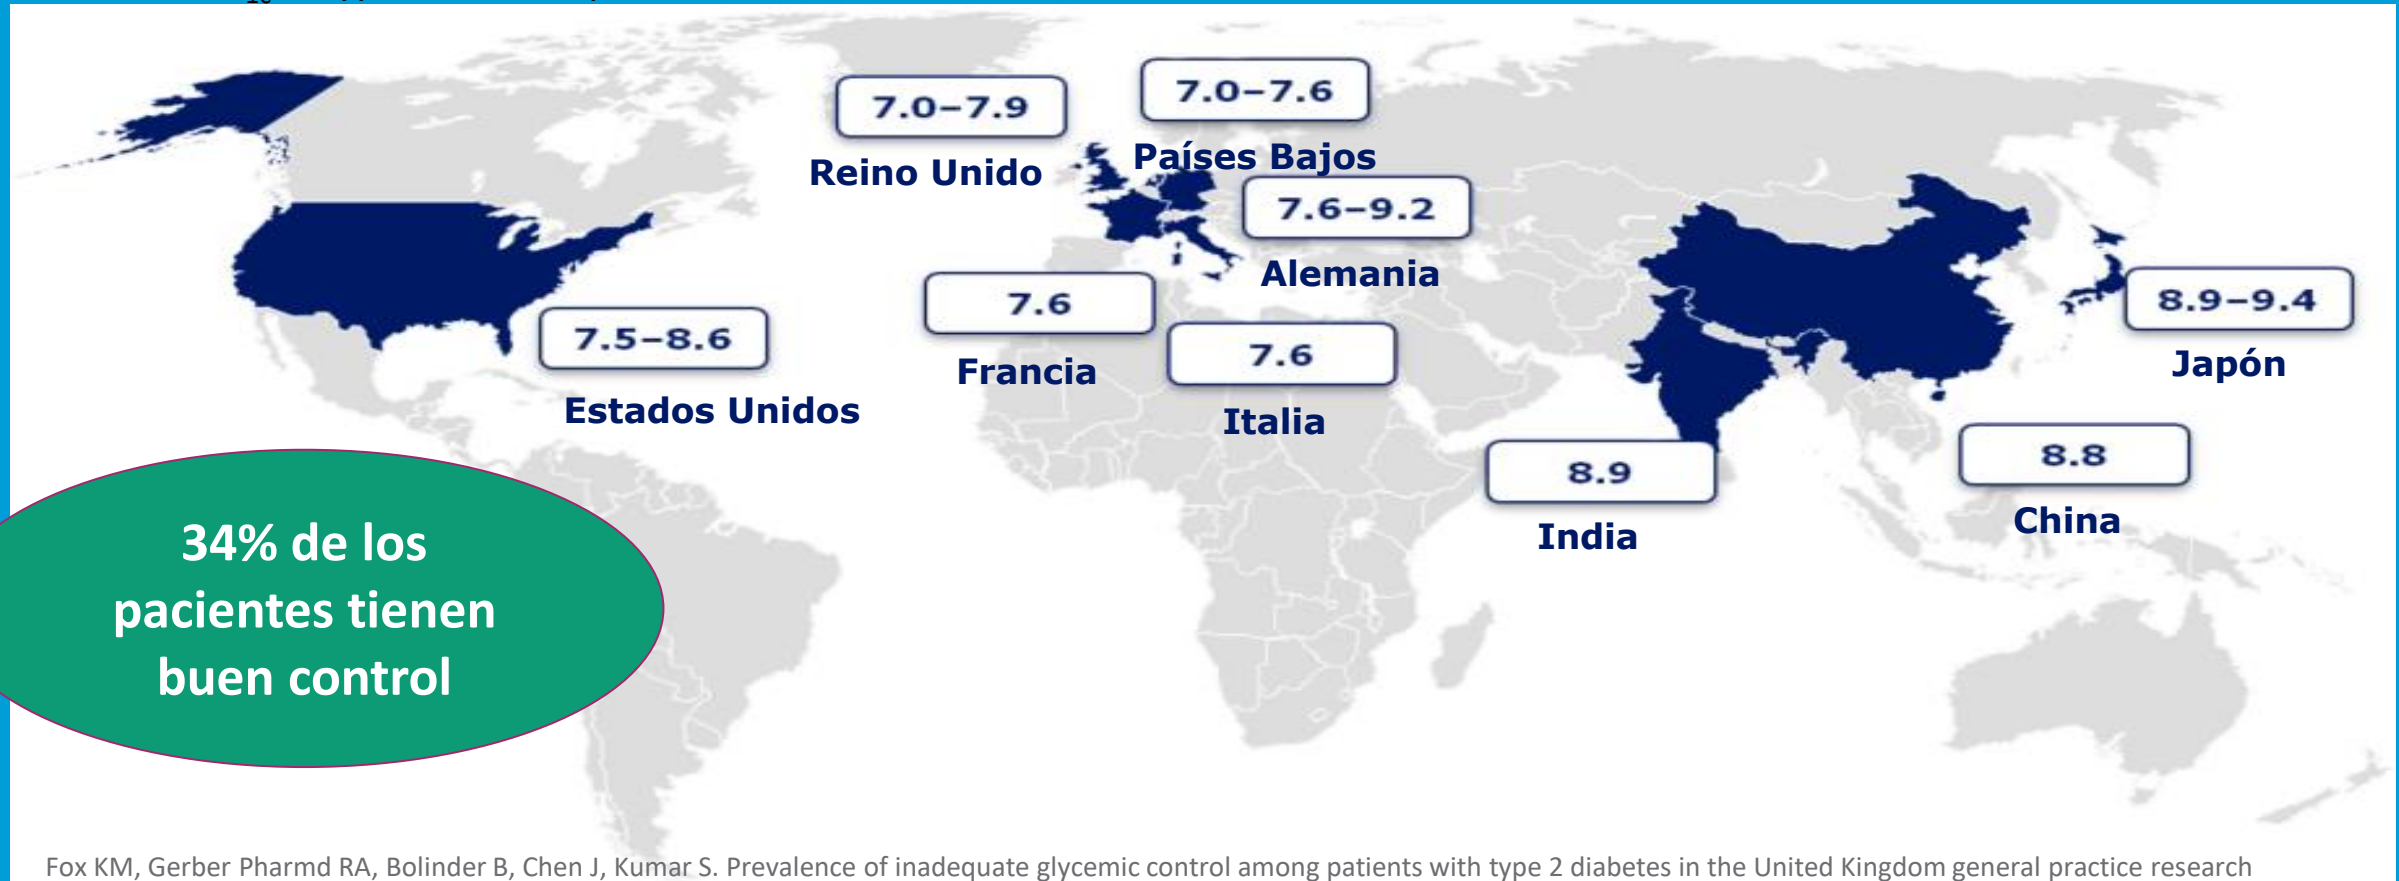 7.0–7.9
Reino Unido
7.0–7.6
Países Bajos
7.6–9.2
Alemania
7.5–8.6
Estados Unidos
7.6
Francia
7.6
Italia
8.9–9.4
Japón
8.9
India
8.8
China
34% de los
pacientes tienen
buen control
Fox KM, Gerber Pharmd RA, Bolinder B, Chen J, Kumar S. Prevalence of inadequate glycemic control among patients with type 2 diabetes in the United Kingdom general practice research